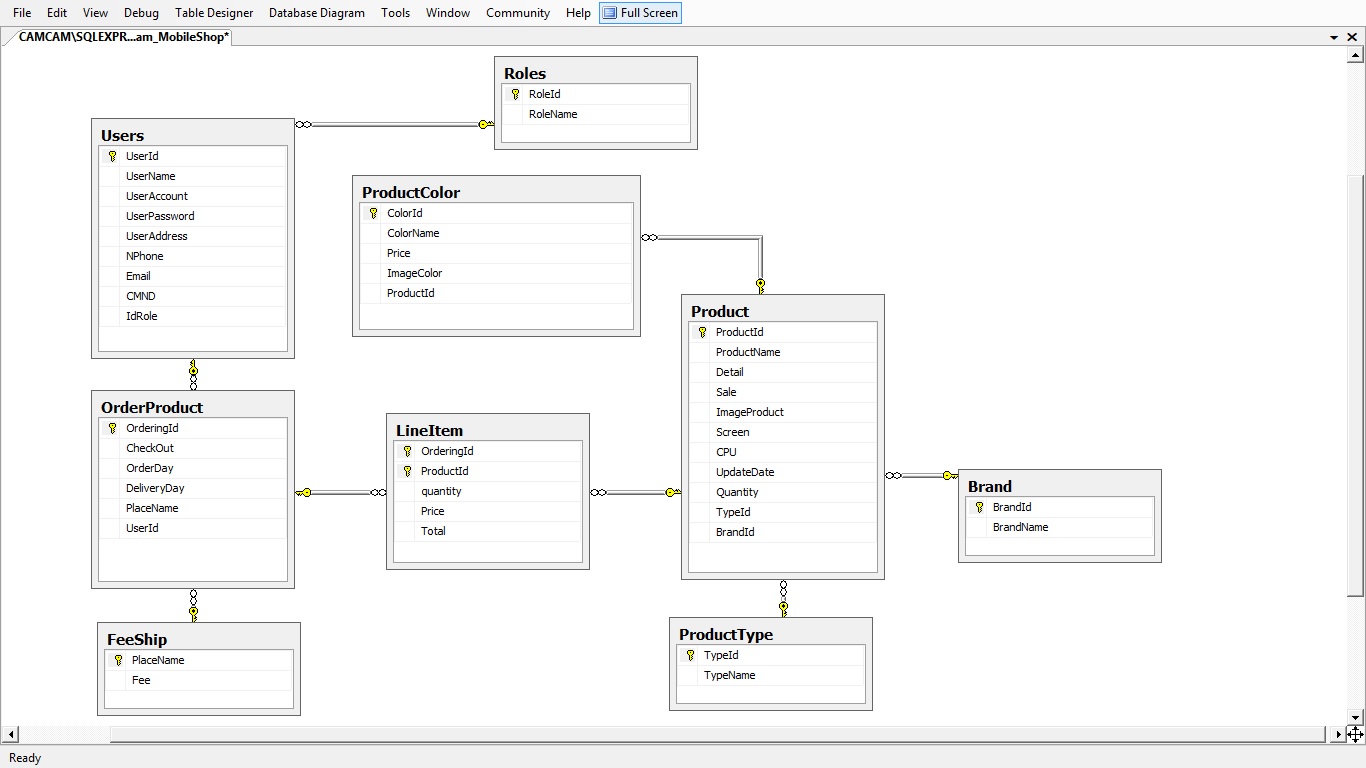 File Edit View Debug Table Designer Database Diagram Tools Window Community Help Full Screen
CAMCAM\SQLEXPR...am_MobileShop*
Roles
RoleId
RoleName
Users
UserId
UserName
UserAccount
UserPassword
UserAddress
NPhone
Email
CMND
IdRole
ProductColor
ColorId
ColorName
Price
ImageColor
ProductId
Product
ProductId
ProductName
Detail
Sale
ImageProduct
Screen
CPU
UpdateDate
Quantity
TypeId
BrandId
OrderProduct
OrderingId
CheckOut
OrderDay
DeliveryDay
PlaceName
UserId
LineItem
OrderingId
ProductId
quantity
Price
Total
Brand
BrandId
BrandName
FeeShip
PlaceName
Fee
ProductType
TypeId
TypeName
Ready